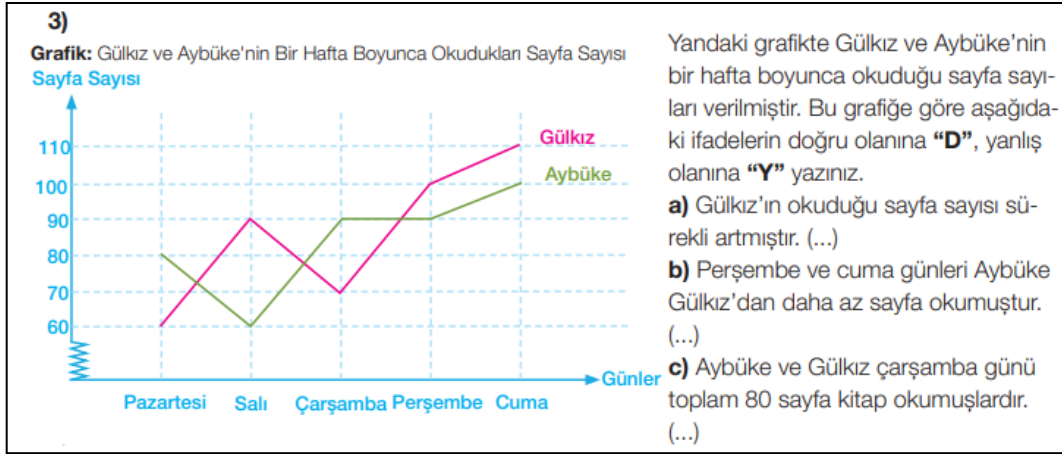 3)
Grafik: Gülkız ve Aybüke'nin Bir Hafta Boyunca Okudukları Sayfa Sayısı
Sayfa Sayısı
110
100
90
80
70
60
Gülkız
Aybüke
Günler
Pazartesi Salı Çarşamba Perşembe Cuma
Yandaki grafikte Gülkız ve Aybüke’nin
bir hafta boyunca okuduğu sayfa sayı-
ları verilmiştir. Bu grafiğe göre aşağıda-
ki ifadelerin doğru olanına “D”, yanlış
olanına “Y” yazınız.
a) Gülkız’ın okuduğu sayfa sayısı sü-
rekli artmıştır. (...)
b) Perşembe ve cuma günleri Aybüke
Gülkız’dan daha az sayfa okumuştur.
(...)
c) Aybüke ve Gülkız çarşamba günü
toplam 80 sayfa kitap okumuşlardır.
(...)